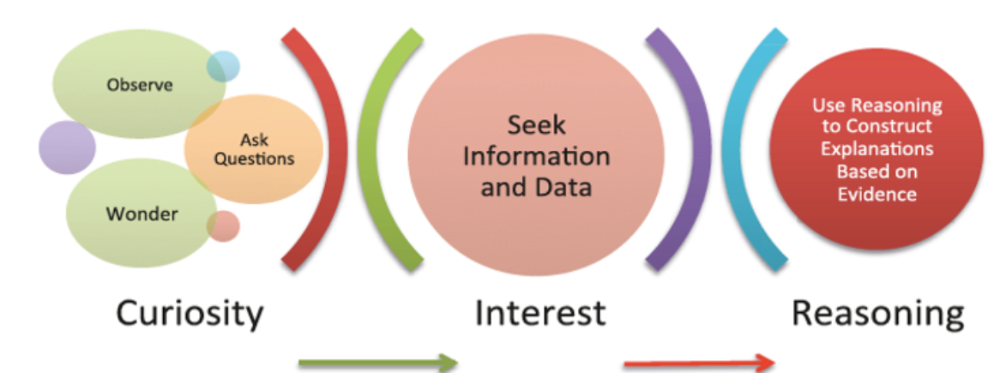 Observe
Ask
Questions
Wonder
Seek
Information
and Data
Use Reasoning
to Construct
Explanations
Based on
Evidence
Curiosity
Interest
Reasoning